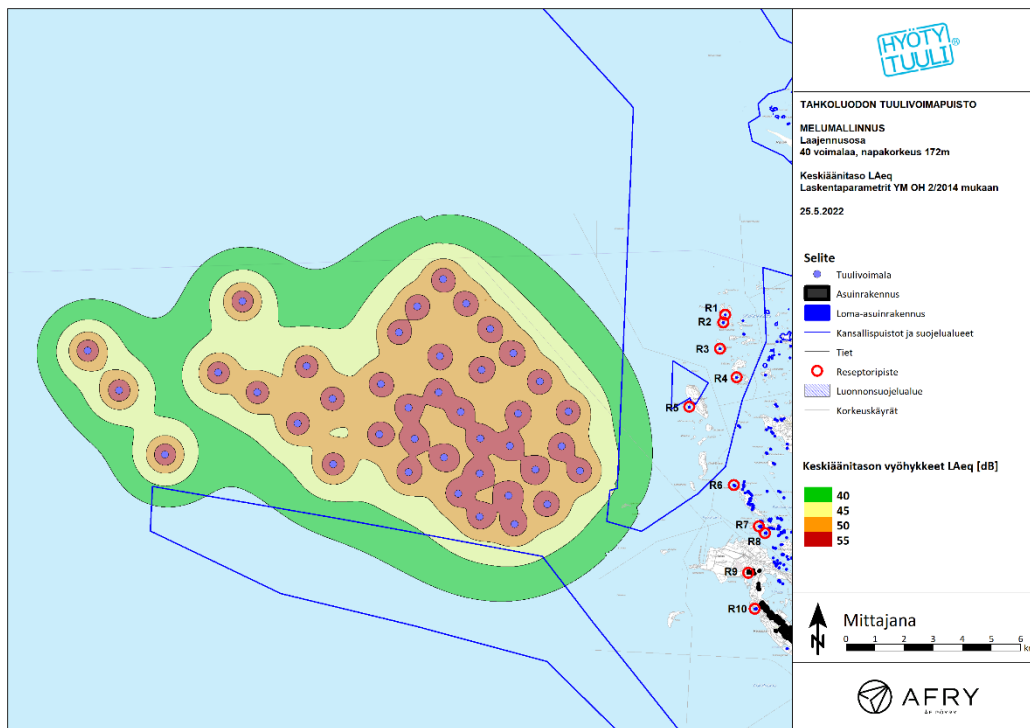 HYÖTY
TUULI®
TAHKOLUODON TUULIVOIMAPUISTO
MELUMALLINNUS
Laajennusosa
40 voimalaa, napakorkeus 172m
Keskiäänitaso LAeq
Laskentaparametrit YM OH 2/2014 mukaan
25.5.2022
Selite
Tuulivoimala
Asuinrakennus
Loma-asuinrakennus
Kansallispuistot ja suojelualueet
Tiet
Reseptoripiste
Luonnonsuojelualue
Korkeuskäyrät
Keskiäänitason vyöhykkeet LAeq [dB]
40
45
50
55
N
Mittajana
0 1 2 3 4 5 6
km
AFRY
ÅF PÖYRY
R1
R2
R3
R4
R5
R6
R7
R8
R9
R10